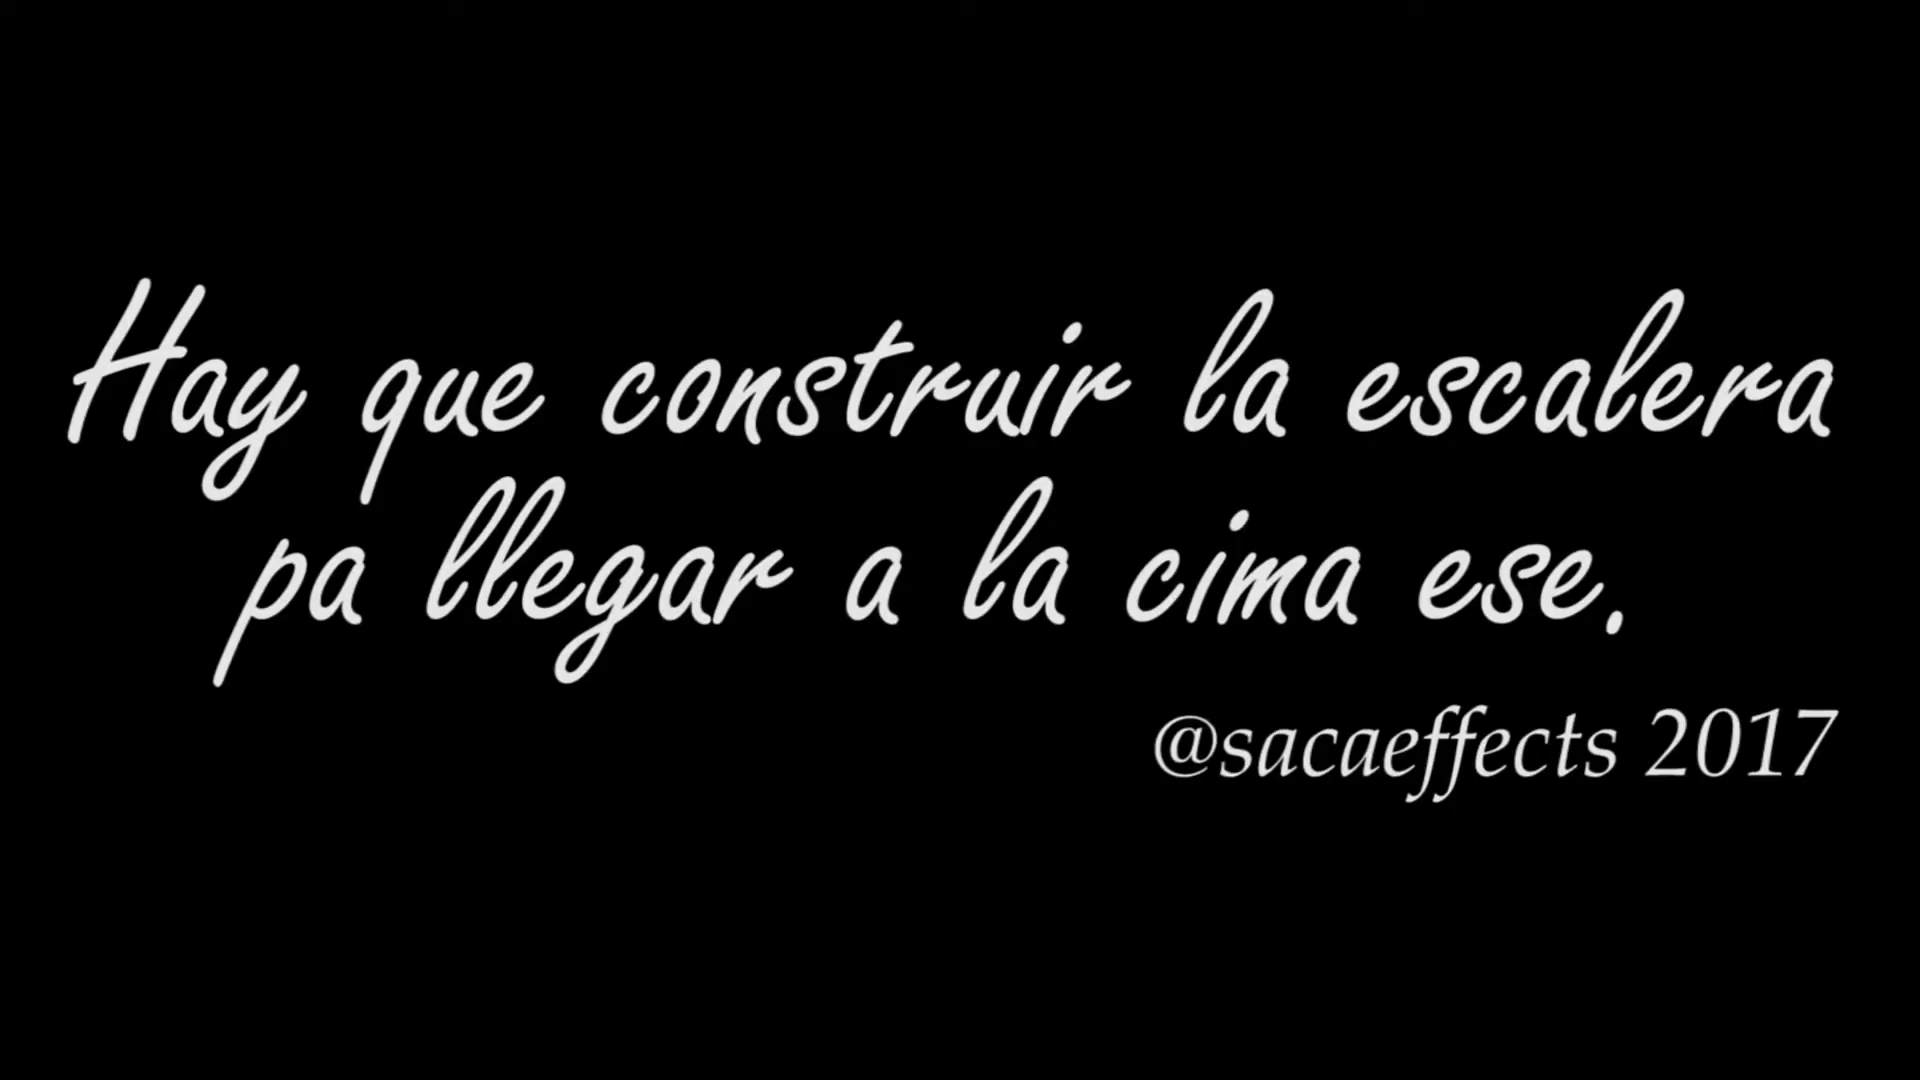 Hay que construir la escalera
pa llegar a la cima ese.
@sacaeffects 2017